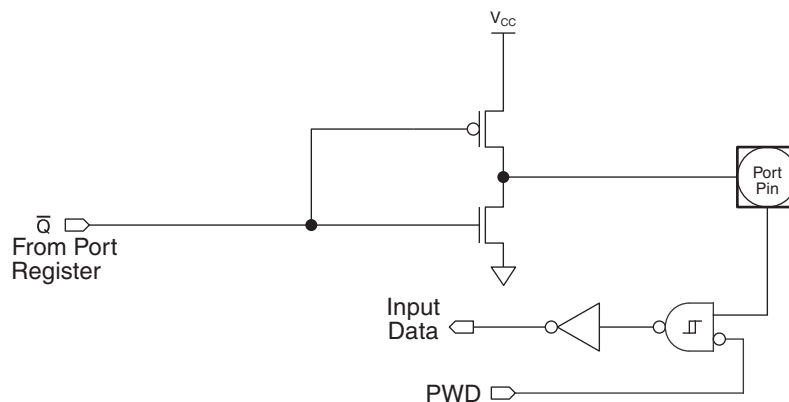 VCC
Port
Pin
Q̅
From Port
Register
Input
Data
PWD